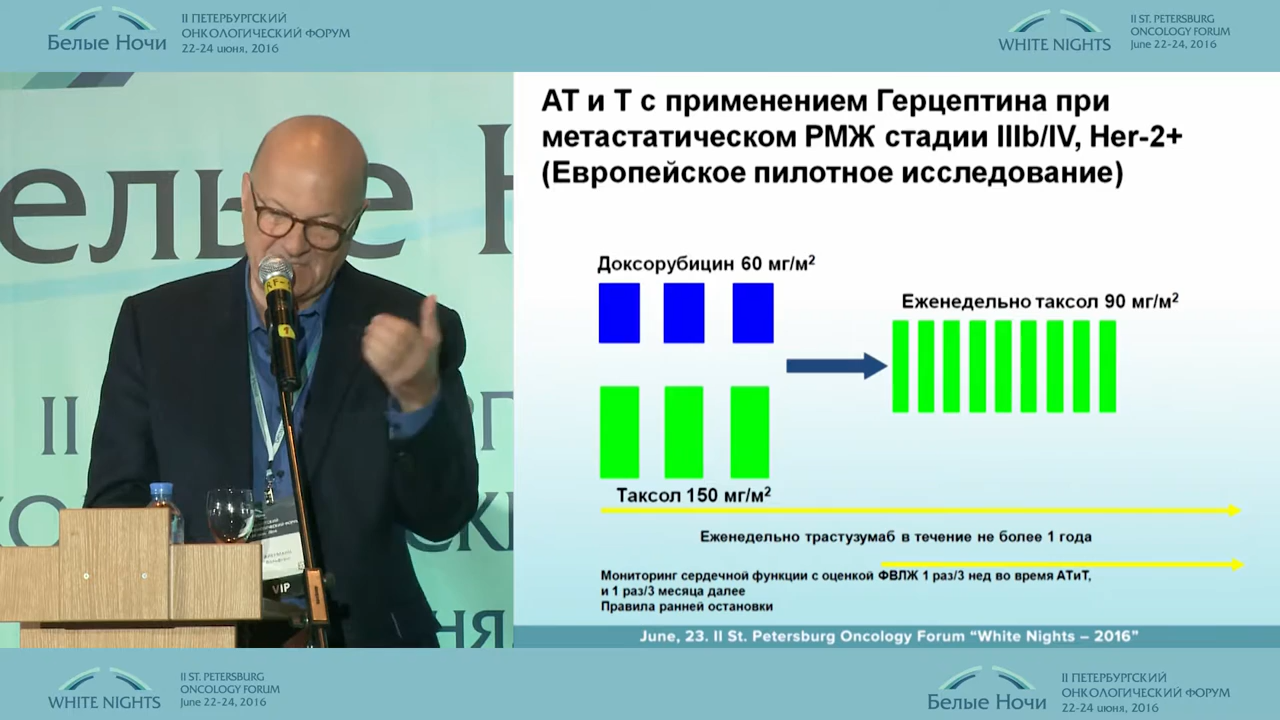 Белые Ночи
II ПЕТЕРБУРГСКИЙ
ОНКОЛОГИЧЕСКИЙ ФОРУМ
22-24 июня, 2016
WHITE NIGHTS
II ST. PETERSBURG
ONCOLOGY FORUM
June 22-24, 2016
АТ и Т с применением Герцептина при
метастатическом РМЖ стадии IIIb/IV, Her-2+
(Европейское пилотное исследование)
Доксорубицин 60 мг/м²
Еженедельно таксол 90 мг/м²
Таксол 150 мг/м²
Еженедельно трастузумаб в течение не более 1 года
Мониторинг сердечной функции с оценкой ФВЛЖ 1 раз/3 нед во время АТиТ,
и 1 раз/3 месяца далее
Правила ранней остановки
June, 23. II St. Petersburg Oncology Forum “White Nights – 2016”
II
VIP
WHITE NIGHTS
II ST. PETERSBURG
ONCOLOGY FORUM
June 22-24, 2016
Белые Ночи
II ПЕТЕРБУРГСКИЙ
ОНКОЛОГИЧЕСКИЙ ФОРУМ
22-24 июня, 2016